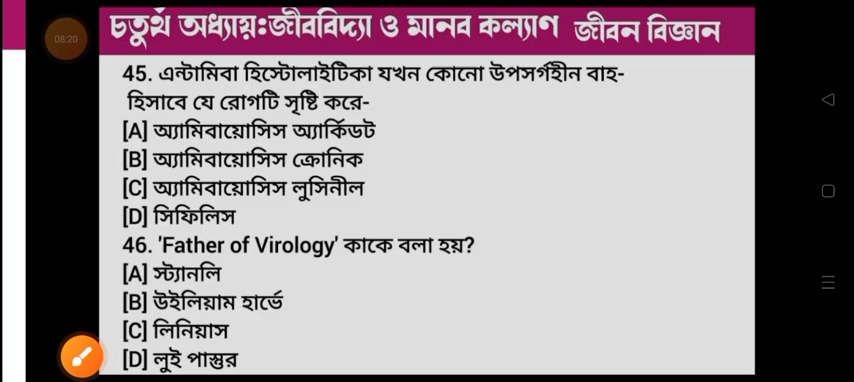 08:20
চতুর্থ অধ্যায়ঃজীববিদ্যা ও মানব কল্যাণ জীবন বিজ্ঞান
45. এন্টামিবা হিস্টোলাইটিকা যখন কোনো উপসর্গহীন বাহ-
হিসাবে যে রোগটি সৃষ্টি করে-
[A] অ্যামিবায়োসিস অ্যার্কিডট
[B] অ্যামিবায়োসিস ক্রোনিক
[C] অ্যামিবায়োসিস লুসিনীল
[D] সিফিলিস
46. 'Father of Virology' কাকে বলা হয়?
[A] স্ট্যানলি
[B] উইলিয়াম হার্ভে
[C] লিনিয়াস
[D] লুই পাস্তুর